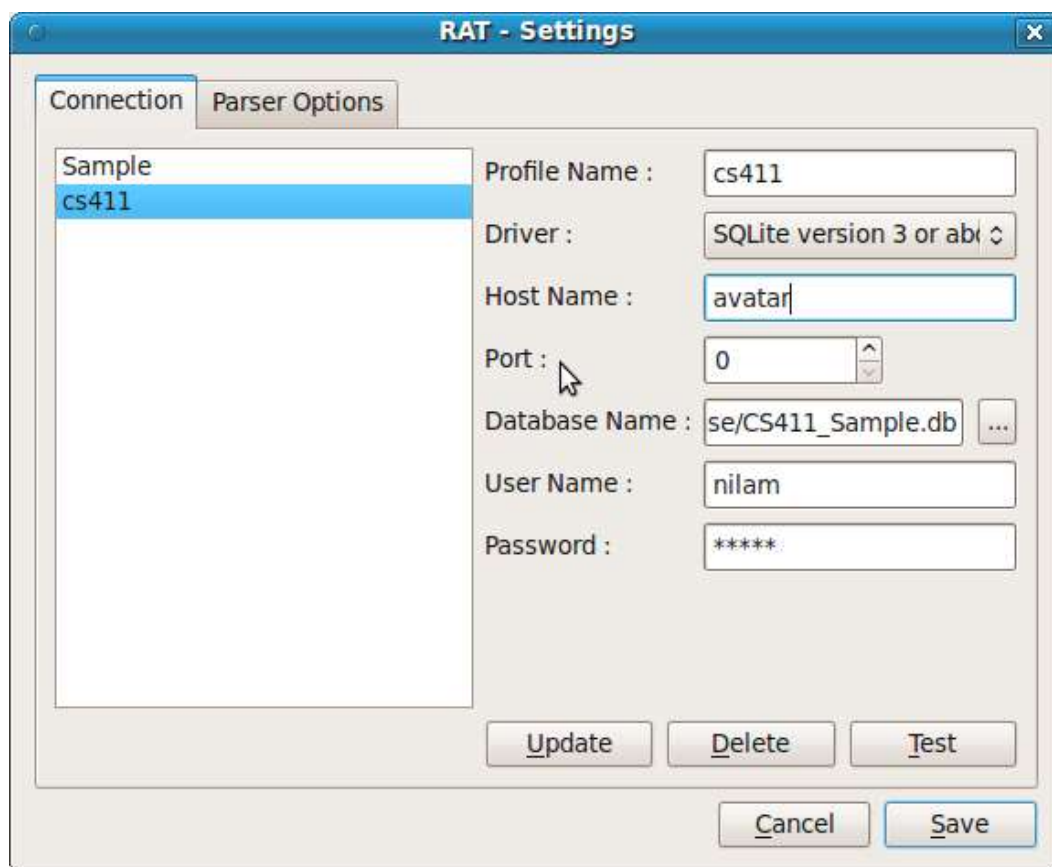 RAT - Settings
Connection
Parser Options
Sample
cs411
Profile Name :
cs411
Driver :
SQLite version 3 or
Host Name :
avatar
Port :
0
Database Name :
se/CS411_Sample.db
...
User Name :
nilam
Password :
*****
Update
Delete
Test
Cancel
Save